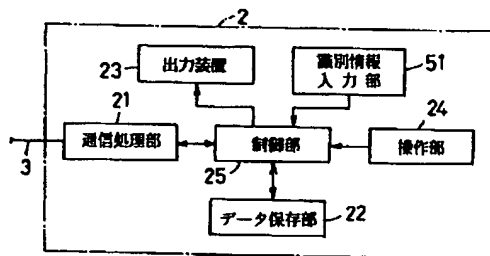 2
23
出力装置
識別情報
入力部
51
21
通信処理部
制御部
25
24
操作部
3
データ保存部
22